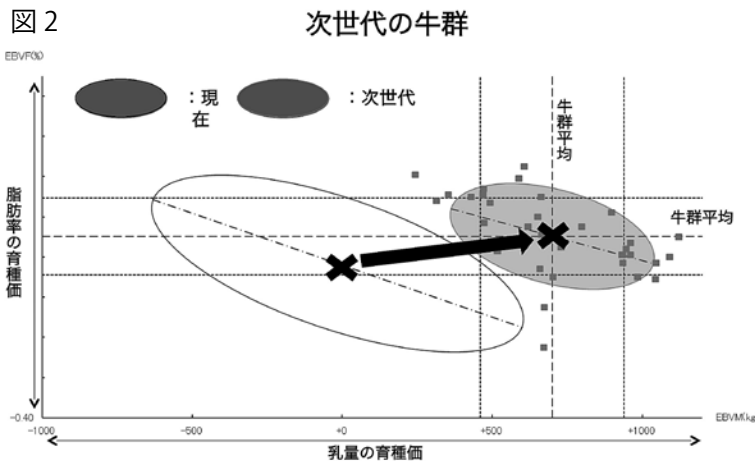 図2
次世代の牛群
EBVF(%)
：現
在
：次世代
牛群平均
牛群平均
脂肪率の育種価
-0.40
-1000
-500
+0
+500
+1000
EBVM(kg)
乳量の育種価